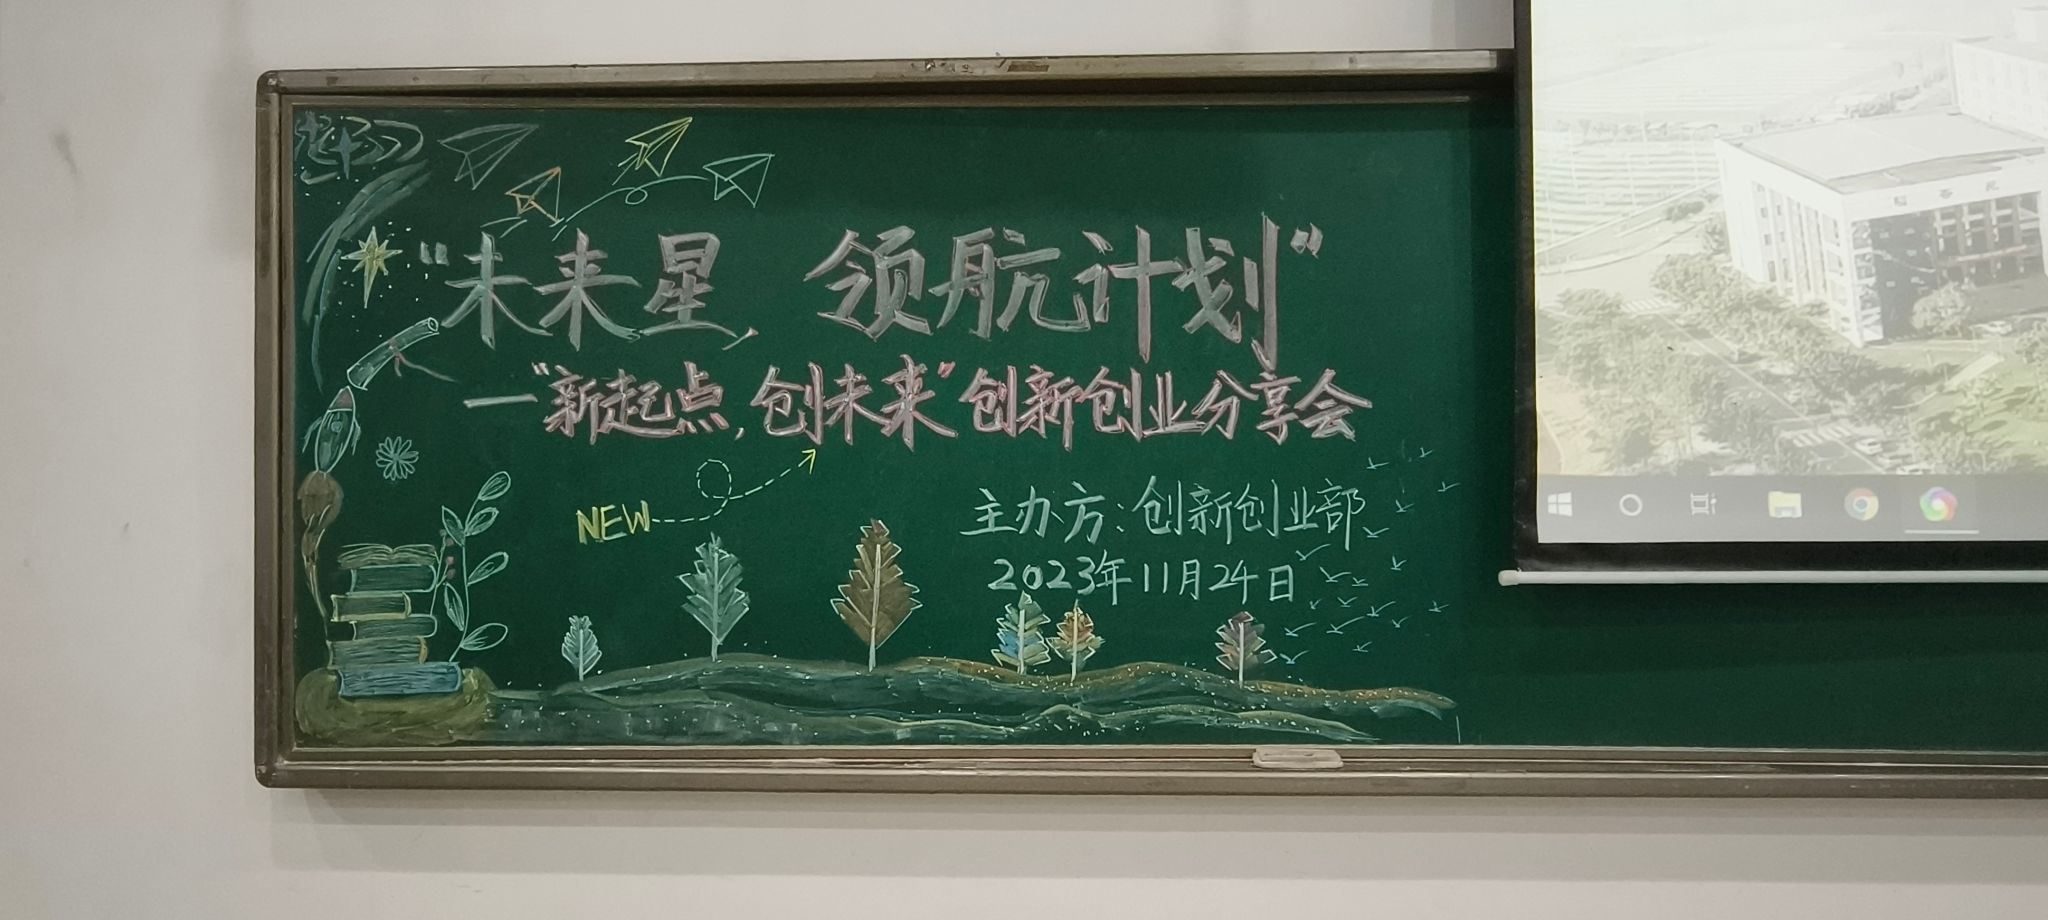 “未来星，领航计划”
—“新起点，创未来”创新创业分享会
NEW
主办方：创新创业部
2023年11月24日